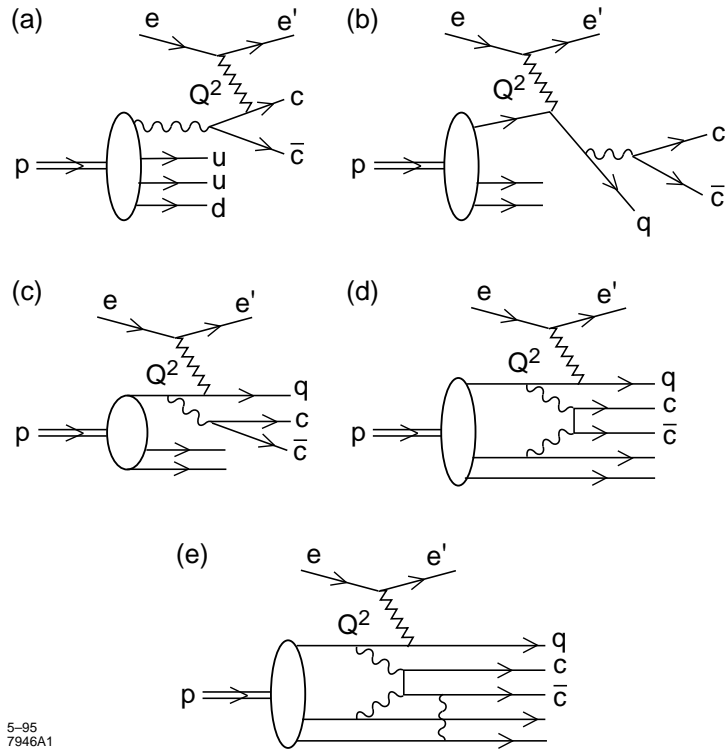 (a)
e
e'
Q²
c
c̅
p
u
u
d
(b)
e
e'
Q²
c
c̅
p
q
(c)
e
e'
Q²
q
c
c̅
p
(d)
e
e'
Q²
q
c
c̅
p
(e)
e
e'
Q²
q
c
c̅
p
5–95
7946A1